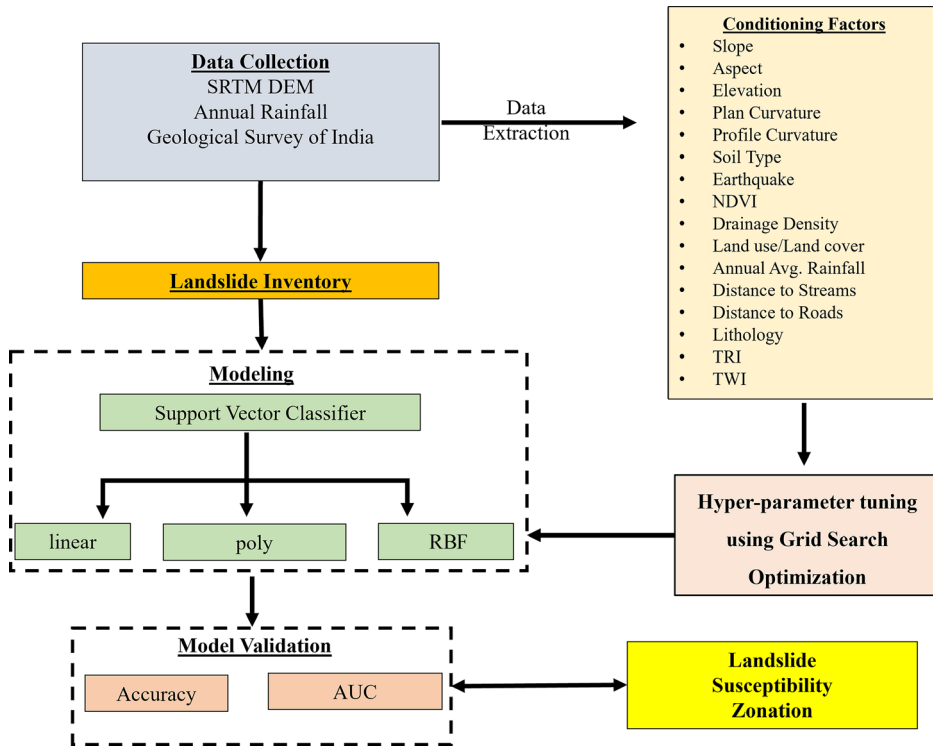 Data Collection
SRTM DEM
Annual Rainfall
Geological Survey of India
Data
Extraction
Conditioning Factors
• Slope
• Aspect
• Elevation
• Plan Curvature
• Profile Curvature
• Soil Type
• Earthquake
• NDVI
• Drainage Density
• Land use/Land cover
• Annual Avg. Rainfall
• Distance to Streams
• Distance to Roads
• Lithology
• TRI
• TWI
Landslide Inventory
Modeling
Support Vector Classifier
linear
poly
RBF
Hyper-parameter tuning
using Grid Search
Optimization
Model Validation
Accuracy
AUC
Landslide
Susceptibility
Zonation